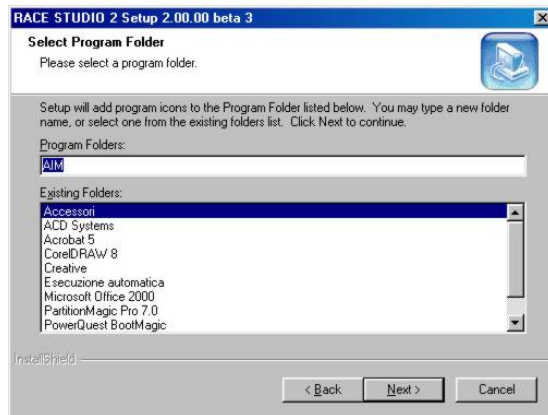 RACE STUDIO 2 Setup 2.00.00 beta 3
Select Program Folder
Please select a program folder.
Setup will add program icons to the Program Folder listed below. You may type a new folder
name, or select one from the existing folders list. Click Next to continue.
Program Folders:
AIM
Existing Folders:
Accessori
ACD Systems
Acrobat 5
CorelDRAW 8
Creative
Esecuzione automatica
Microsoft Office 2000
PartitionMagic Pro 7.0
PowerQuest BootMagic
InstallShield
< Back Next > Cancel